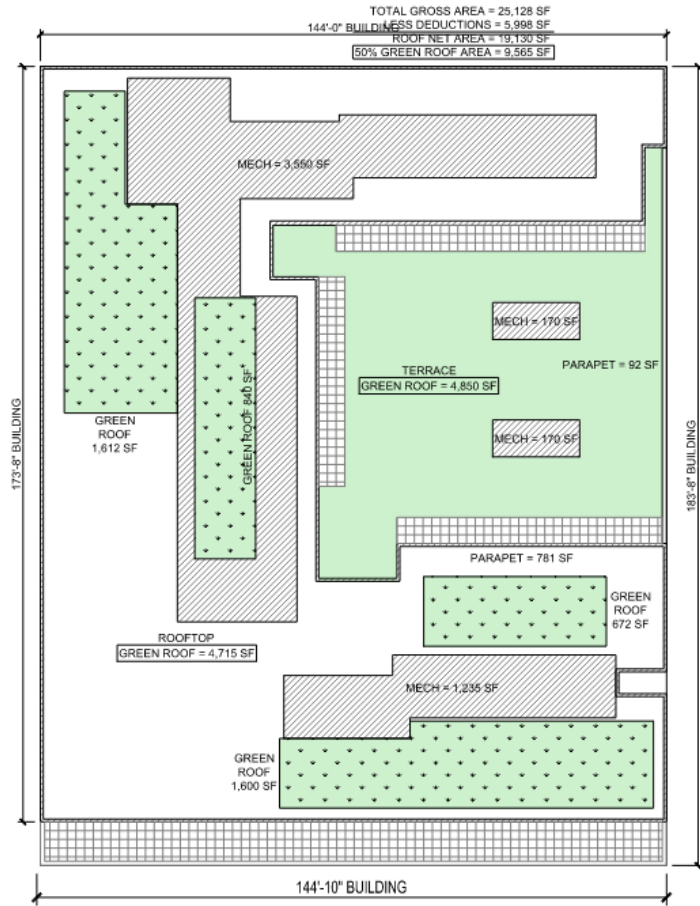 TOTAL GROSS AREA = 25,128 SF
LESS DEDUCTIONS = 5,998 SF
144'-0" BUILDING
ROOF NET AREA = 19,130 SF
50% GREEN ROOF AREA = 9,565 SF
MECH = 3,550 SF
MECH = 170 SF
PARAPET = 92 SF
TERRACE
GREEN ROOF = 4,850 SF
GREEN ROOF 840 SF
GREEN
ROOF
1,612 SF
MECH = 170 SF
173'-8" BUILDING
183'-8" BUILDING
PARAPET = 781 SF
GREEN
ROOF
672 SF
ROOFTOP
GREEN ROOF = 4,715 SF
MECH = 1,235 SF
GREEN
ROOF
1,600 SF
144'-10" BUILDING